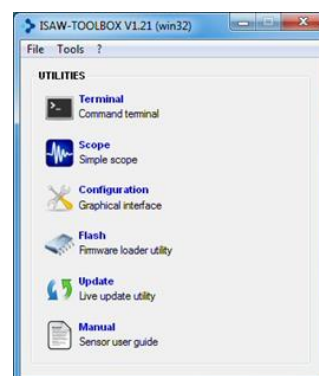 ISAW-TOOLBOX V1.21 (win32)
File Tools ?
UTILITIES
Terminal
Command terminal
Scope
Simple scope
Configuration
Graphical interface
Flash
Firmware loader utility
Update
Live update utility
Manual
Sensor user guide